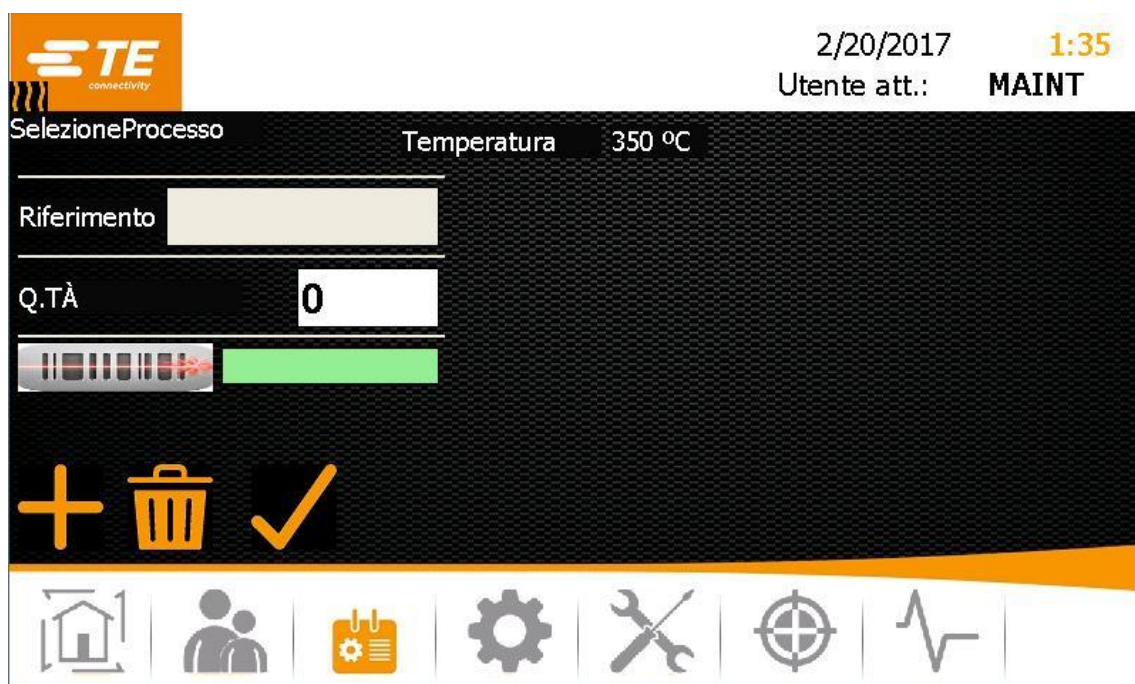 TE
connectivity
2/20/2017 1:35
Utente att.: MAINT
SelezioneProcesso
Temperatura 350 ºC
Riferimento
Q.TÀ 0